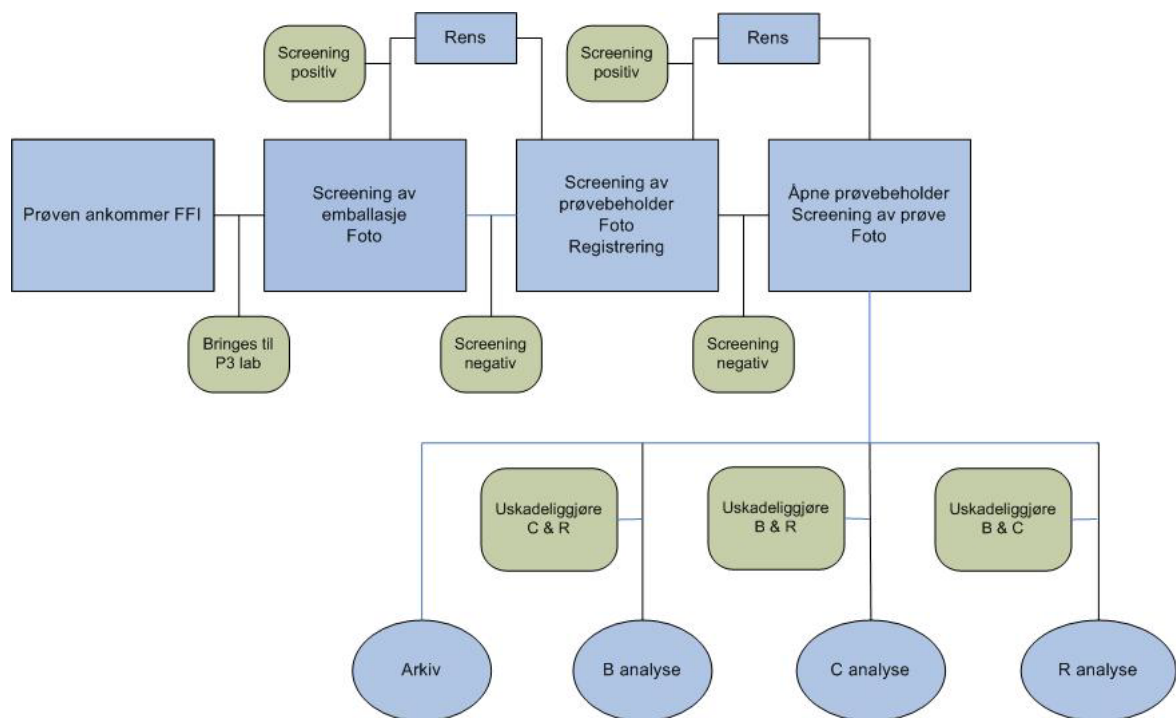 Rens
Rens
Screening
positiv
Screening
positiv
Prøven ankommer FFI
Screening av
emballasje
Foto
Screening av
prøvebeholder
Foto
Registrering
Åpne prøvebeholder
Screening av prøve
Foto
Bringes til
P3 lab
Screening
negativ
Screening
negativ
Uskadeliggjøre
C & R
Uskadeliggjøre
B & R
Uskadeliggjøre
B & C
Arkiv
B analyse
C analyse
R analyse